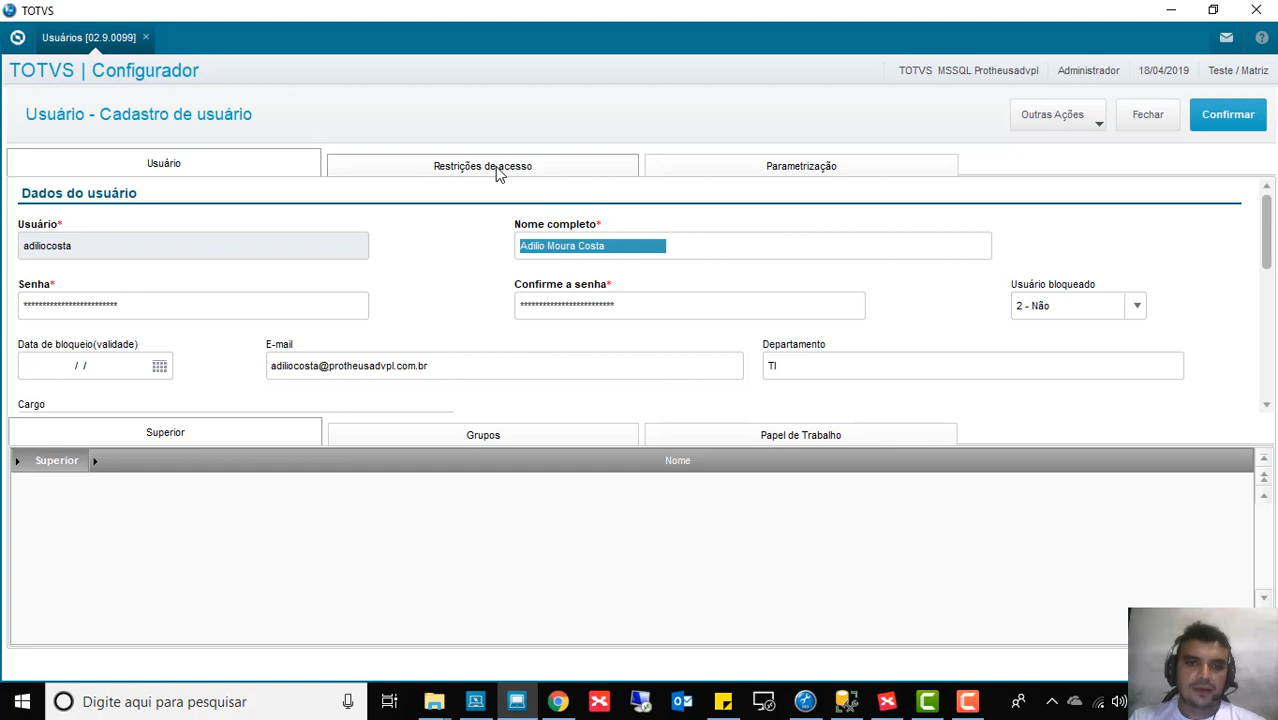 TOTVS
Usuários [02.9.0099]
TOTVS | Configurador
TOTVS MSSQL Protheusadvpl
Administrador
18/04/2019
Teste / Matriz
Usuário - Cadastro de usuário
Outras Ações
Fechar
Confirmar
Usuário
Restrições de acesso
Parametrização
Dados do usuário
Usuário*
Nome completo*
adiliocosta
Adilio Moura Costa
Senha*
Confirme a senha*
Usuário bloqueado
************************
************************
2 - Não
Data de bloqueio(validade)
E-mail
Departamento
/ /
adiliocosta@protheusadvpl.com.br
TI
Cargo
Superior
Grupos
Papel de Trabalho
Superior
Nome
Digite aqui para pesquisar